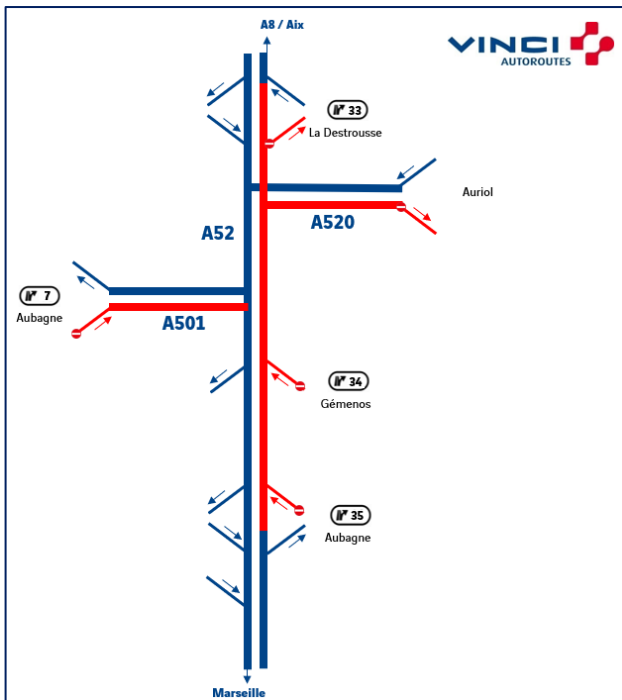 A8 / Aix
VINCI
AUTOROUTES
33
La Destrousse
Auriol
A52
A520
7
Aubagne
A501
34
Gémenos
35
Aubagne
Marseille